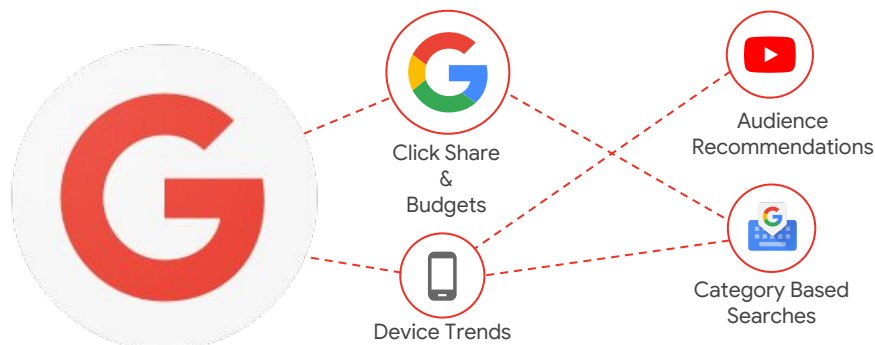 Click Share
&
Budgets
Device Trends
Audience
Recommendations
Category Based
Searches